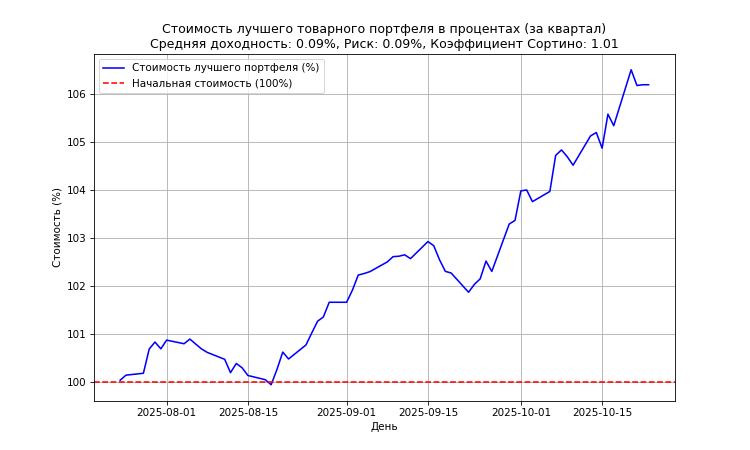 Стоимость лучшего товарного портфеля в процентах (за квартал)
Средняя доходность: 0.09%, Риск: 0.09%, Коэффициент Сортино: 1.01
Стоимость лучшего портфеля (%)
Начальная стоимость (100%)
Стоимость (%)
106
105
104
103
102
101
100
2025-08-01
2025-08-15
2025-09-01
2025-09-15
2025-10-01
2025-10-15
День